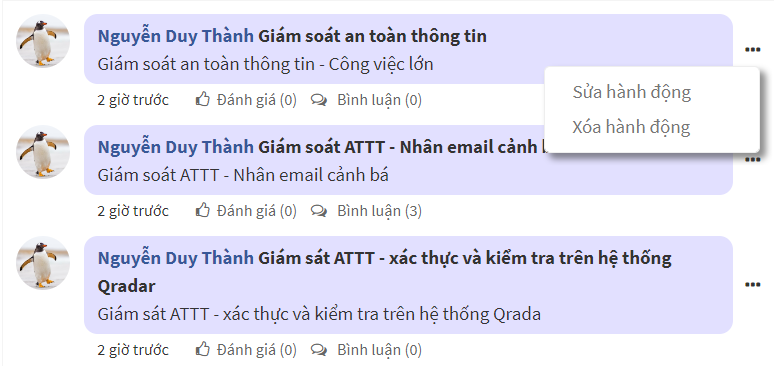 Nguyễn Duy Thành Giám soát an toàn thông tin
Giám soát an toàn thông tin - Công việc lớn
2 giờ trước Đánh giá (0) Bình luận (0)
Sửa hành động
Xóa hành động
Nguyễn Duy Thành Giám soát ATTT - Nhân email cảnh
Giám soát ATTT - Nhân email cảnh bá
2 giờ trước Đánh giá (0) Bình luận (3)
Nguyễn Duy Thành Giám sát ATTT - xác thực và kiểm tra trên hệ thống
Qradar
Giám sát ATTT - xác thực và kiểm tra trên hệ thống Qrada
2 giờ trước Đánh giá (0) Bình luận (0)